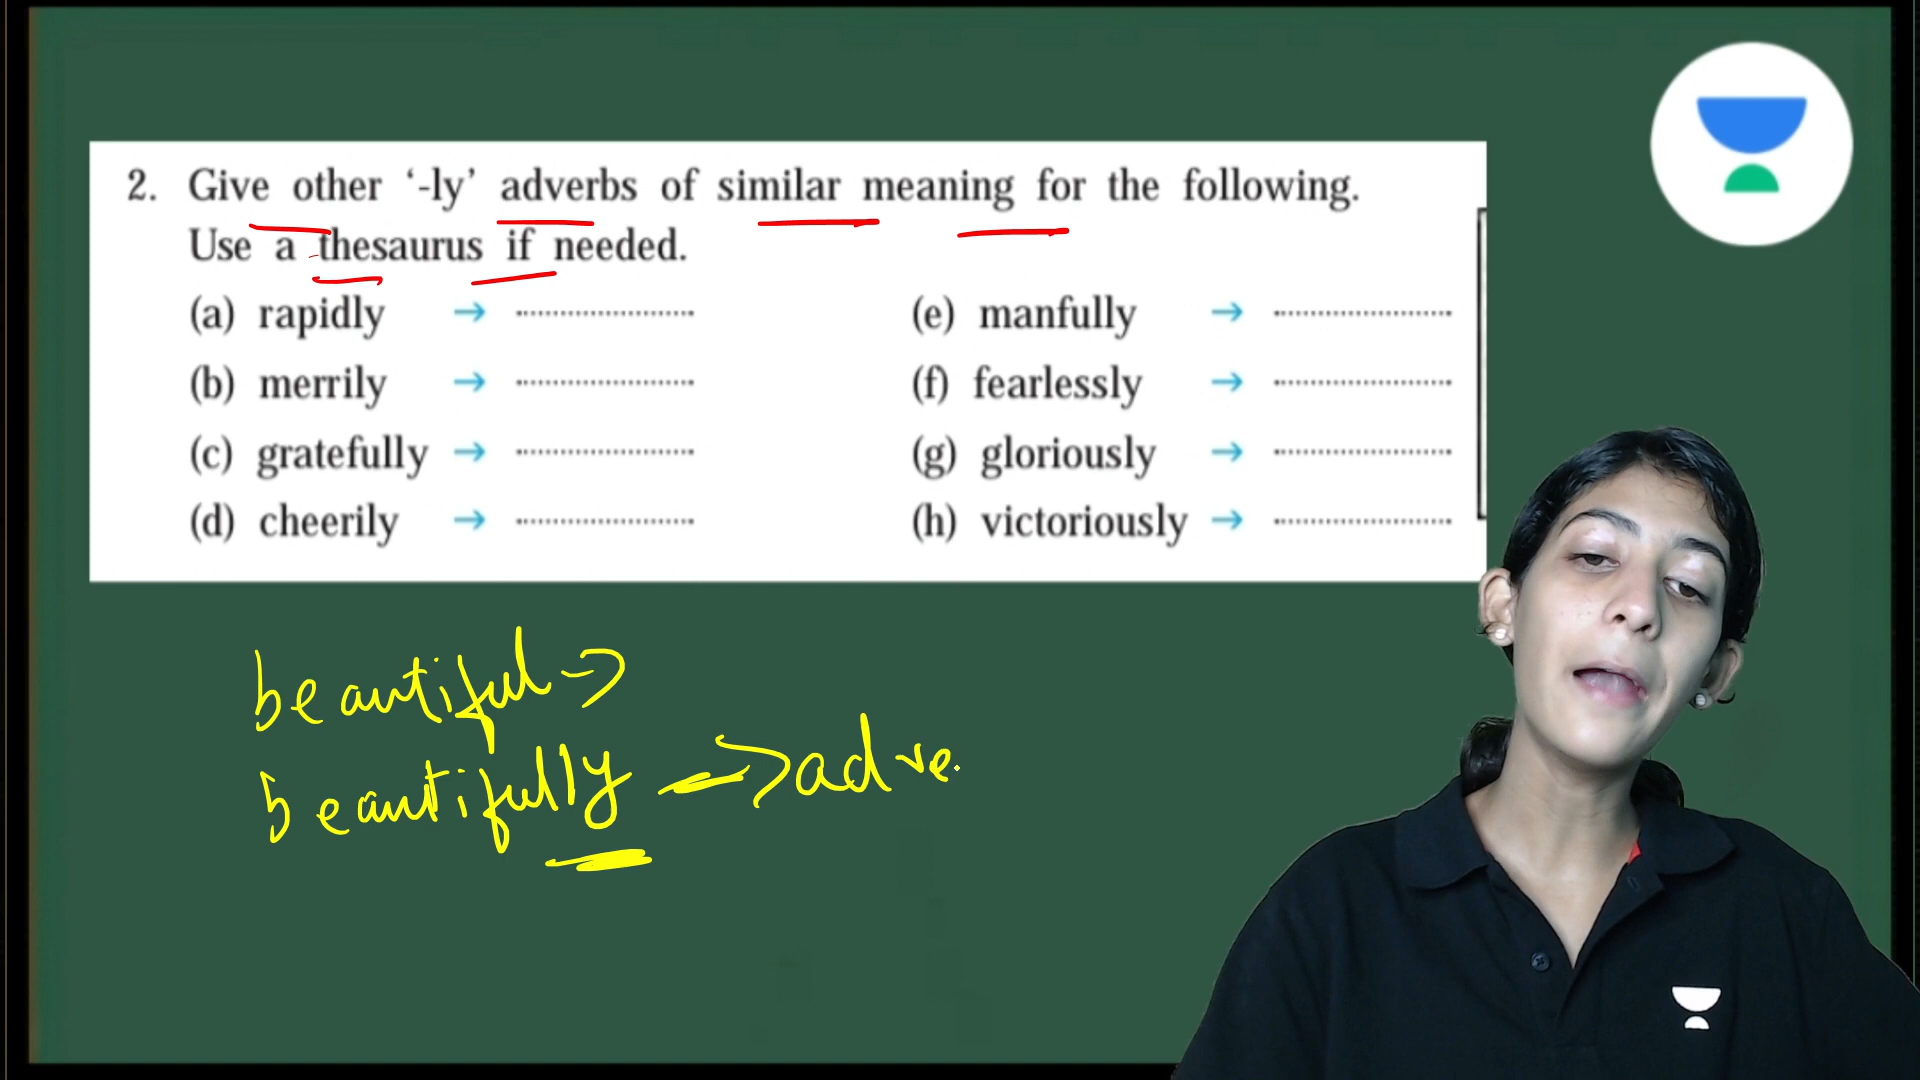 2. Give other ‘-ly’ adverbs of similar meaning for the following.
Use a thesaurus if needed.
(a) rapidly → ....................
(b) merrily → ....................
(c) gratefully → ....................
(d) cheerily → ....................
(e) manfully → ....................
(f) fearlessly → ....................
(g) gloriously → ....................
(h) victoriously → ....................
beautiful →
beautifully → adve